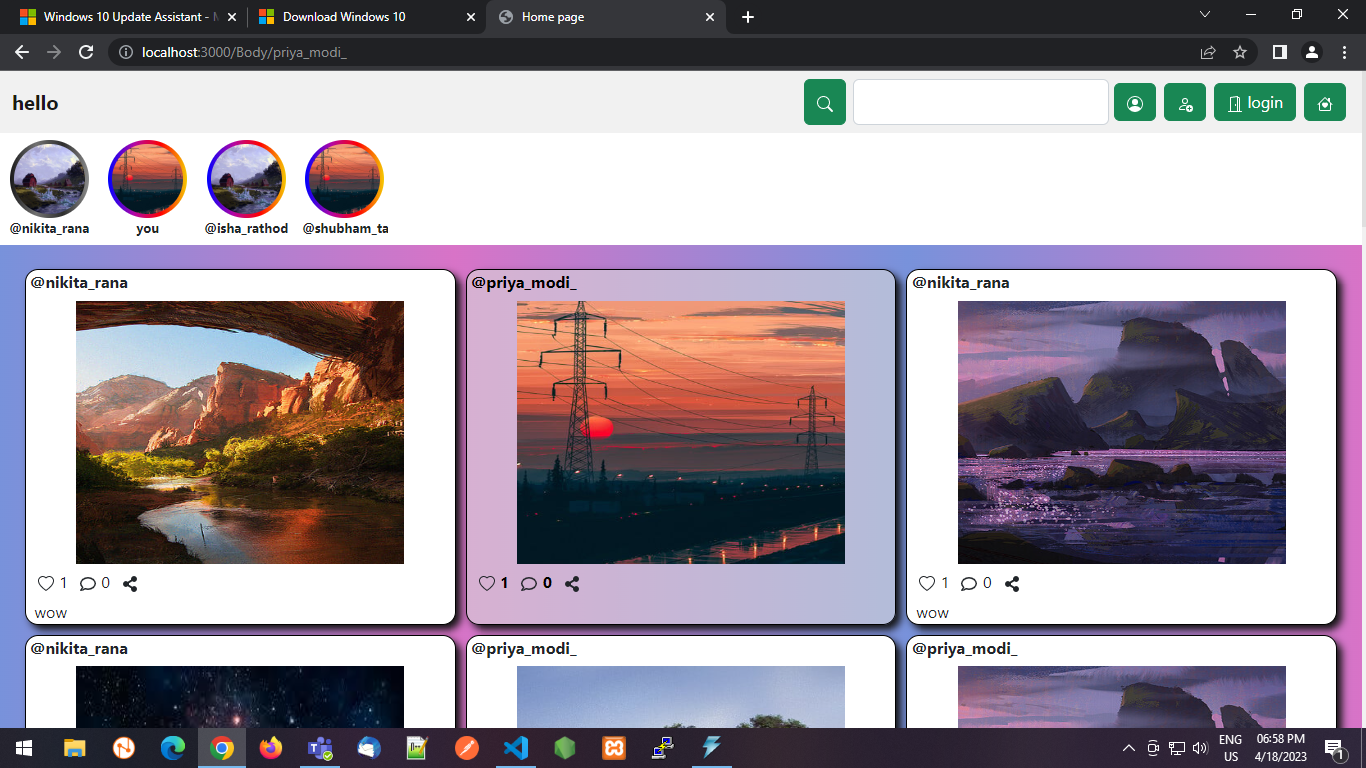 Windows 10 Update Assistant - M
Download Windows 10
Home page
localhost:3000/Body/priya_modi_
hello
login
@nikita_rana
you
@isha_rathod
@shubham_ta
@nikita_rana
@priya_modi_
@nikita_rana
1 0
1 0
1 0
wow
wow
@nikita_rana
@priya_modi_
@priya_modi_
ENG
US
06:58 PM
4/18/2023
1